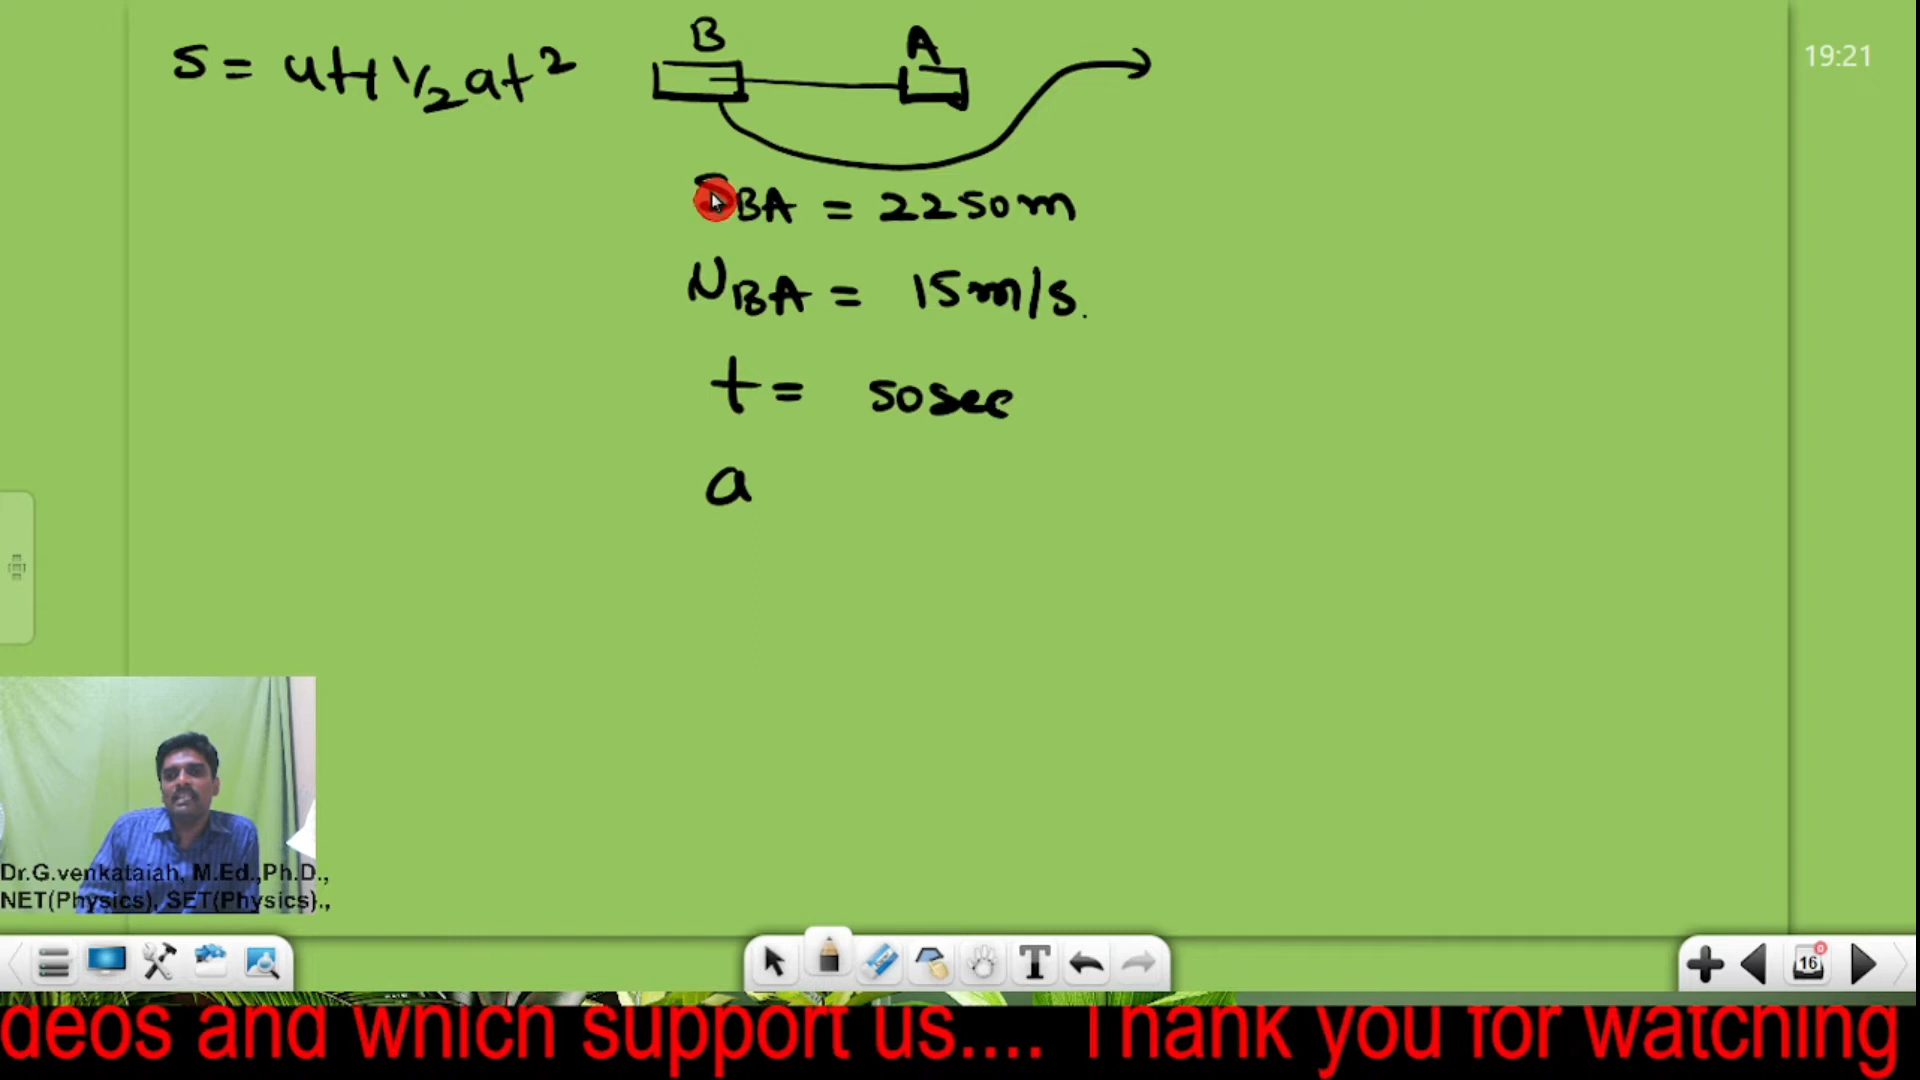 B
A
19:21
S = ut+1/2at²
SBA = 2250m
VBA = 15m/s.
t = 50sec
a
Dr.G.venkataiah, M.Ed.,Ph.D.,
NET(Physics), SET(Physics).,
T
16
0
deos and which support us.... Thank you for watching